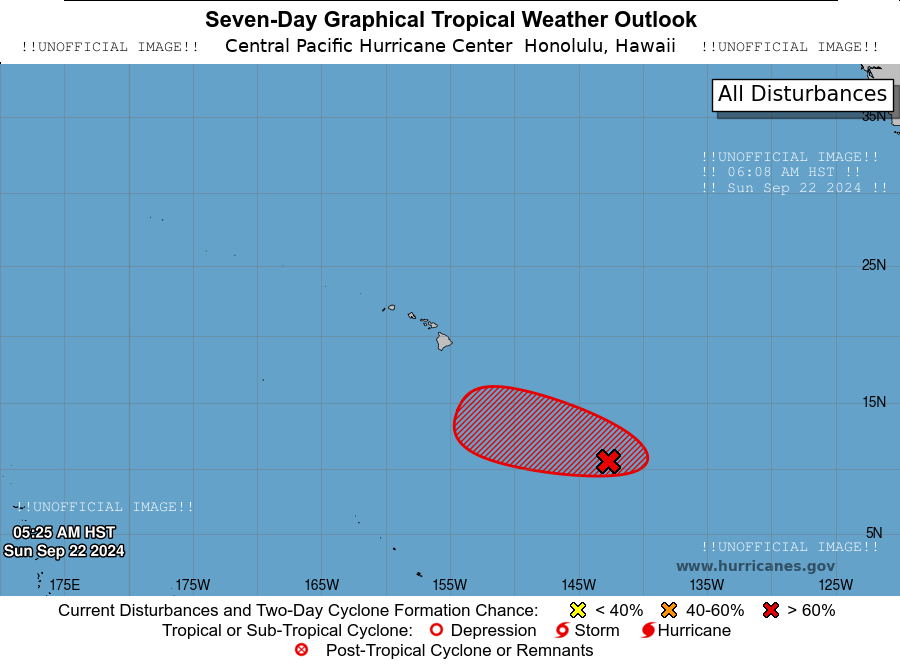 Seven-Day Graphical Tropical Weather Outlook
!!UNOFFICIAL IMAGE!! Central Pacific Hurricane Center Honolulu, Hawaii !!UNOFFICIAL IMAGE!!
All Disturbances
35N
!!UNOFFICIAL IMAGE!!
!! 06:08 AM HST !!
!! Sun Sep 22 2024 !!
25N
15N
!!UNOFFICIAL IMAGE!!
05:25 AM HST
Sun Sep 22 2024
5N
!!UNOFFICIAL IMAGE!!
www.hurricanes.gov
175E 175W 165W 155W 145W 135W 125W
Current Disturbances and Two-Day Cyclone Formation Chance: < 40% 40-60% > 60%
Tropical or Sub-Tropical Cyclone: Depression Storm Hurricane
Post-Tropical Cyclone or Remnants